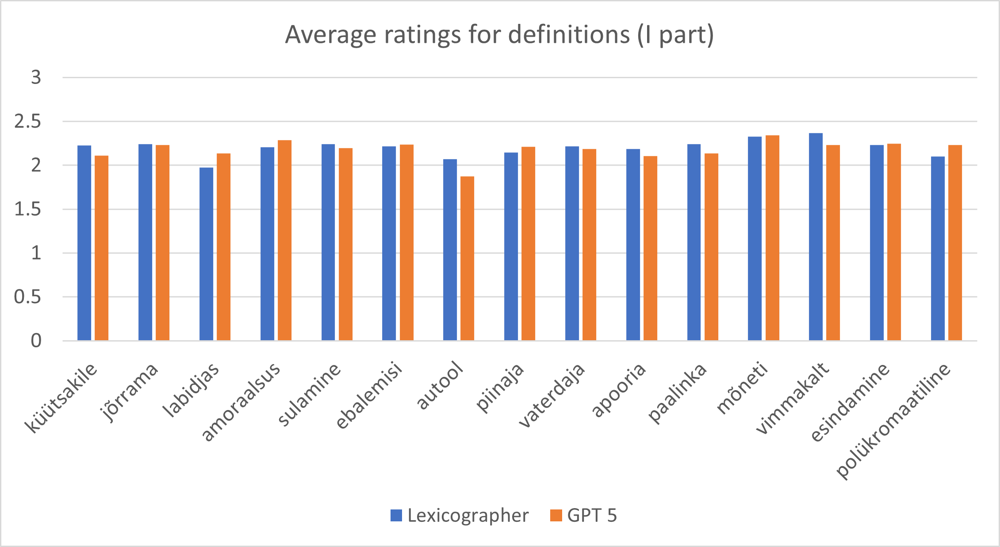 Average ratings for definitions (I part)
3
2.5
2
1.5
1
0.5
0
küütsakile
jõrrama
labidjas
amoraalsus
sulamine
ebalemisi
autool
piinaja
vaterdaja
apooria
paalinka
mõneti
vimmakalt
esindamine
polükromaatiline
Lexicographer
GPT 5